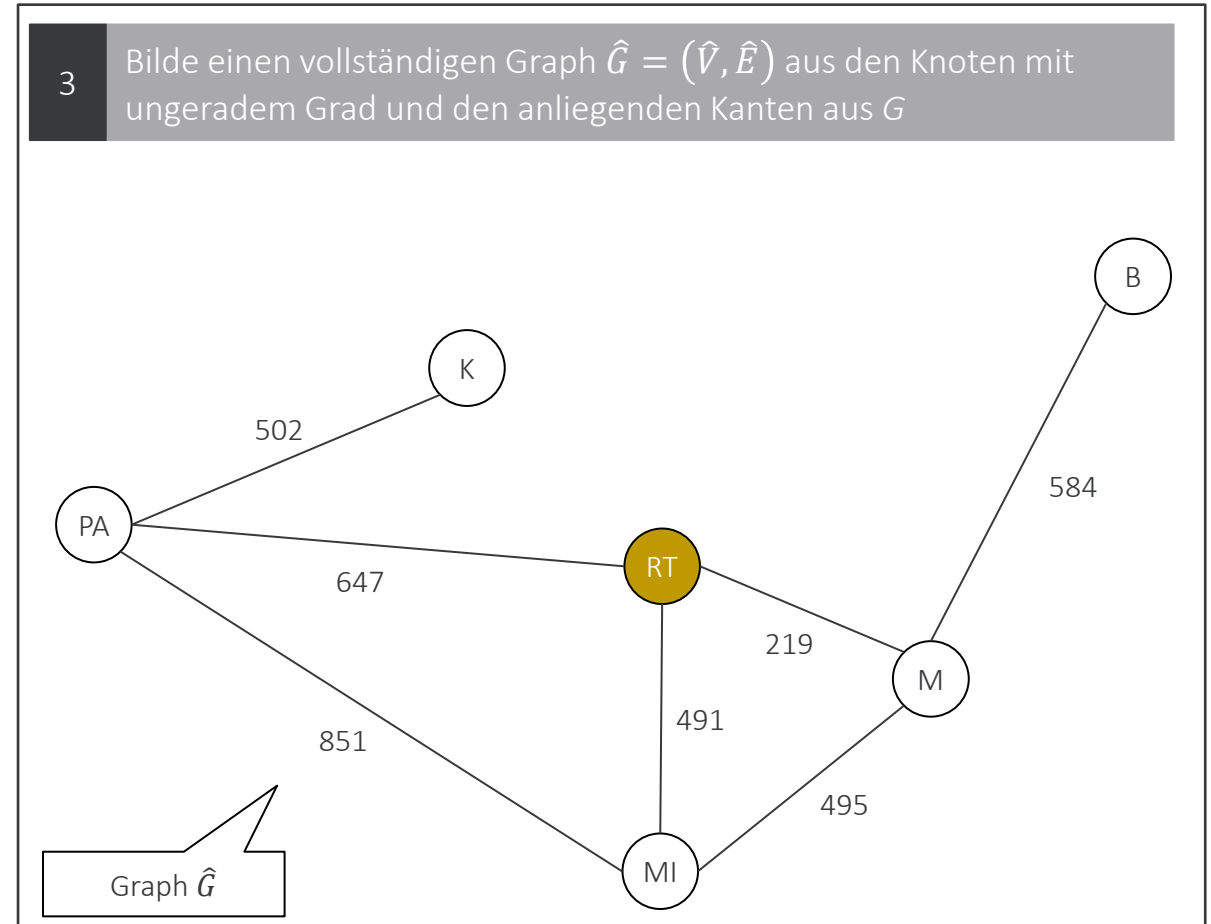 3
Bilde einen vollständigen Graph Ĝ = (V̂, Ê) aus den Knoten mit
ungeradem Grad und den anliegenden Kanten aus G
B
K
502
584
PA
RT
647
219
M
491
851
495
MI
Graph Ĝ